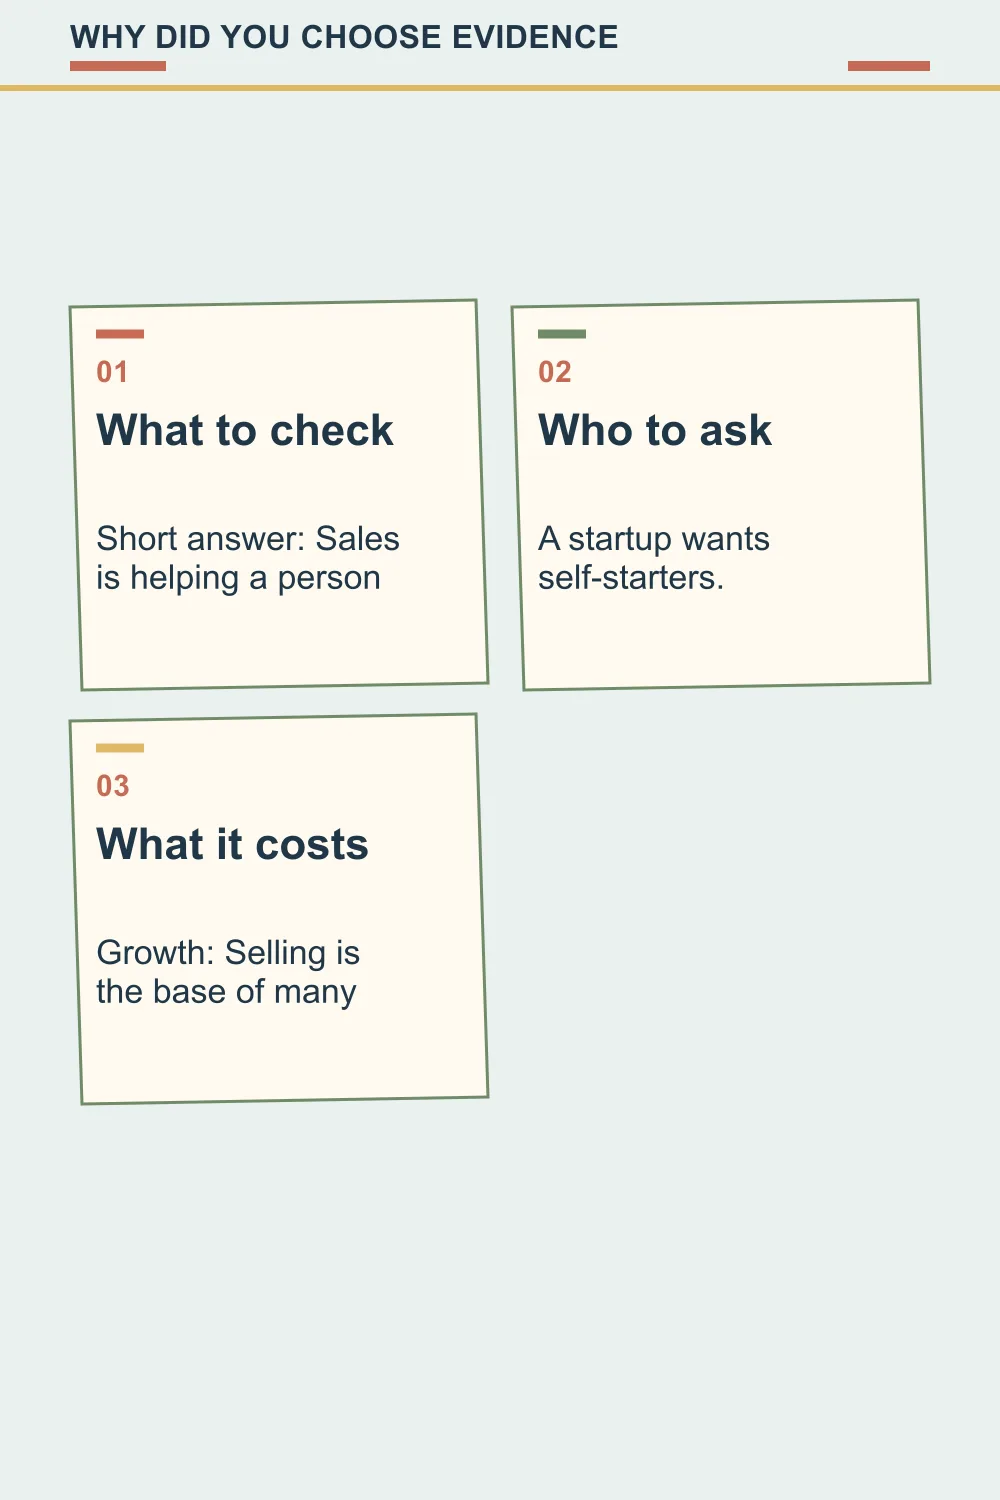 WHY DID YOU CHOOSE EVIDENCE
01
What to check
Short answer: Sales
is helping a person
02
Who to ask
A startup wants
self-starters.
03
What it costs
Growth: Selling is
the base of many